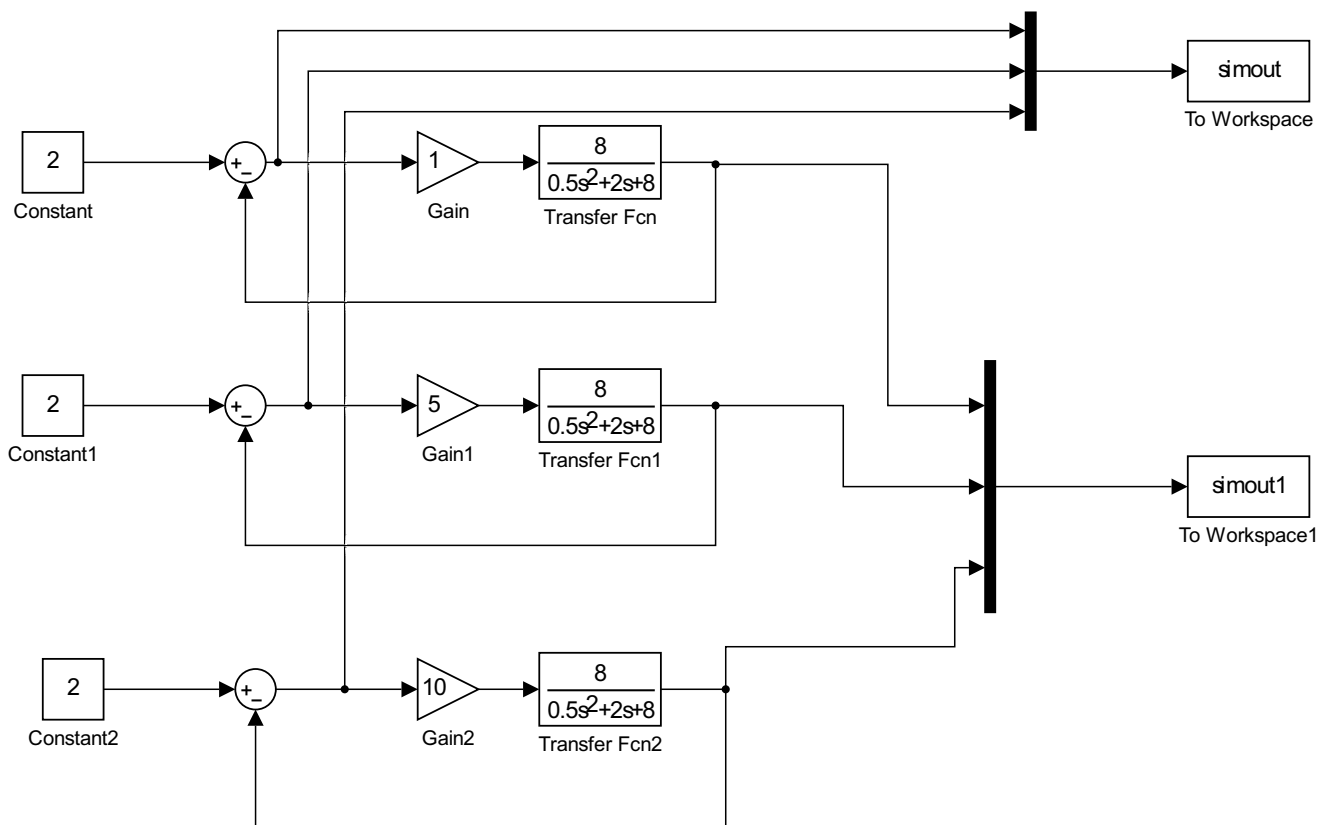 simout
To Workspace
2
Constant
+
−
1
Gain
8
0.5s²+2s+8
Transfer Fcn
2
Constant1
+
−
5
Gain1
8
0.5s²+2s+8
Transfer Fcn1
simout1
To Workspace1
2
Constant2
+
−
10
Gain2
8
0.5s²+2s+8
Transfer Fcn2